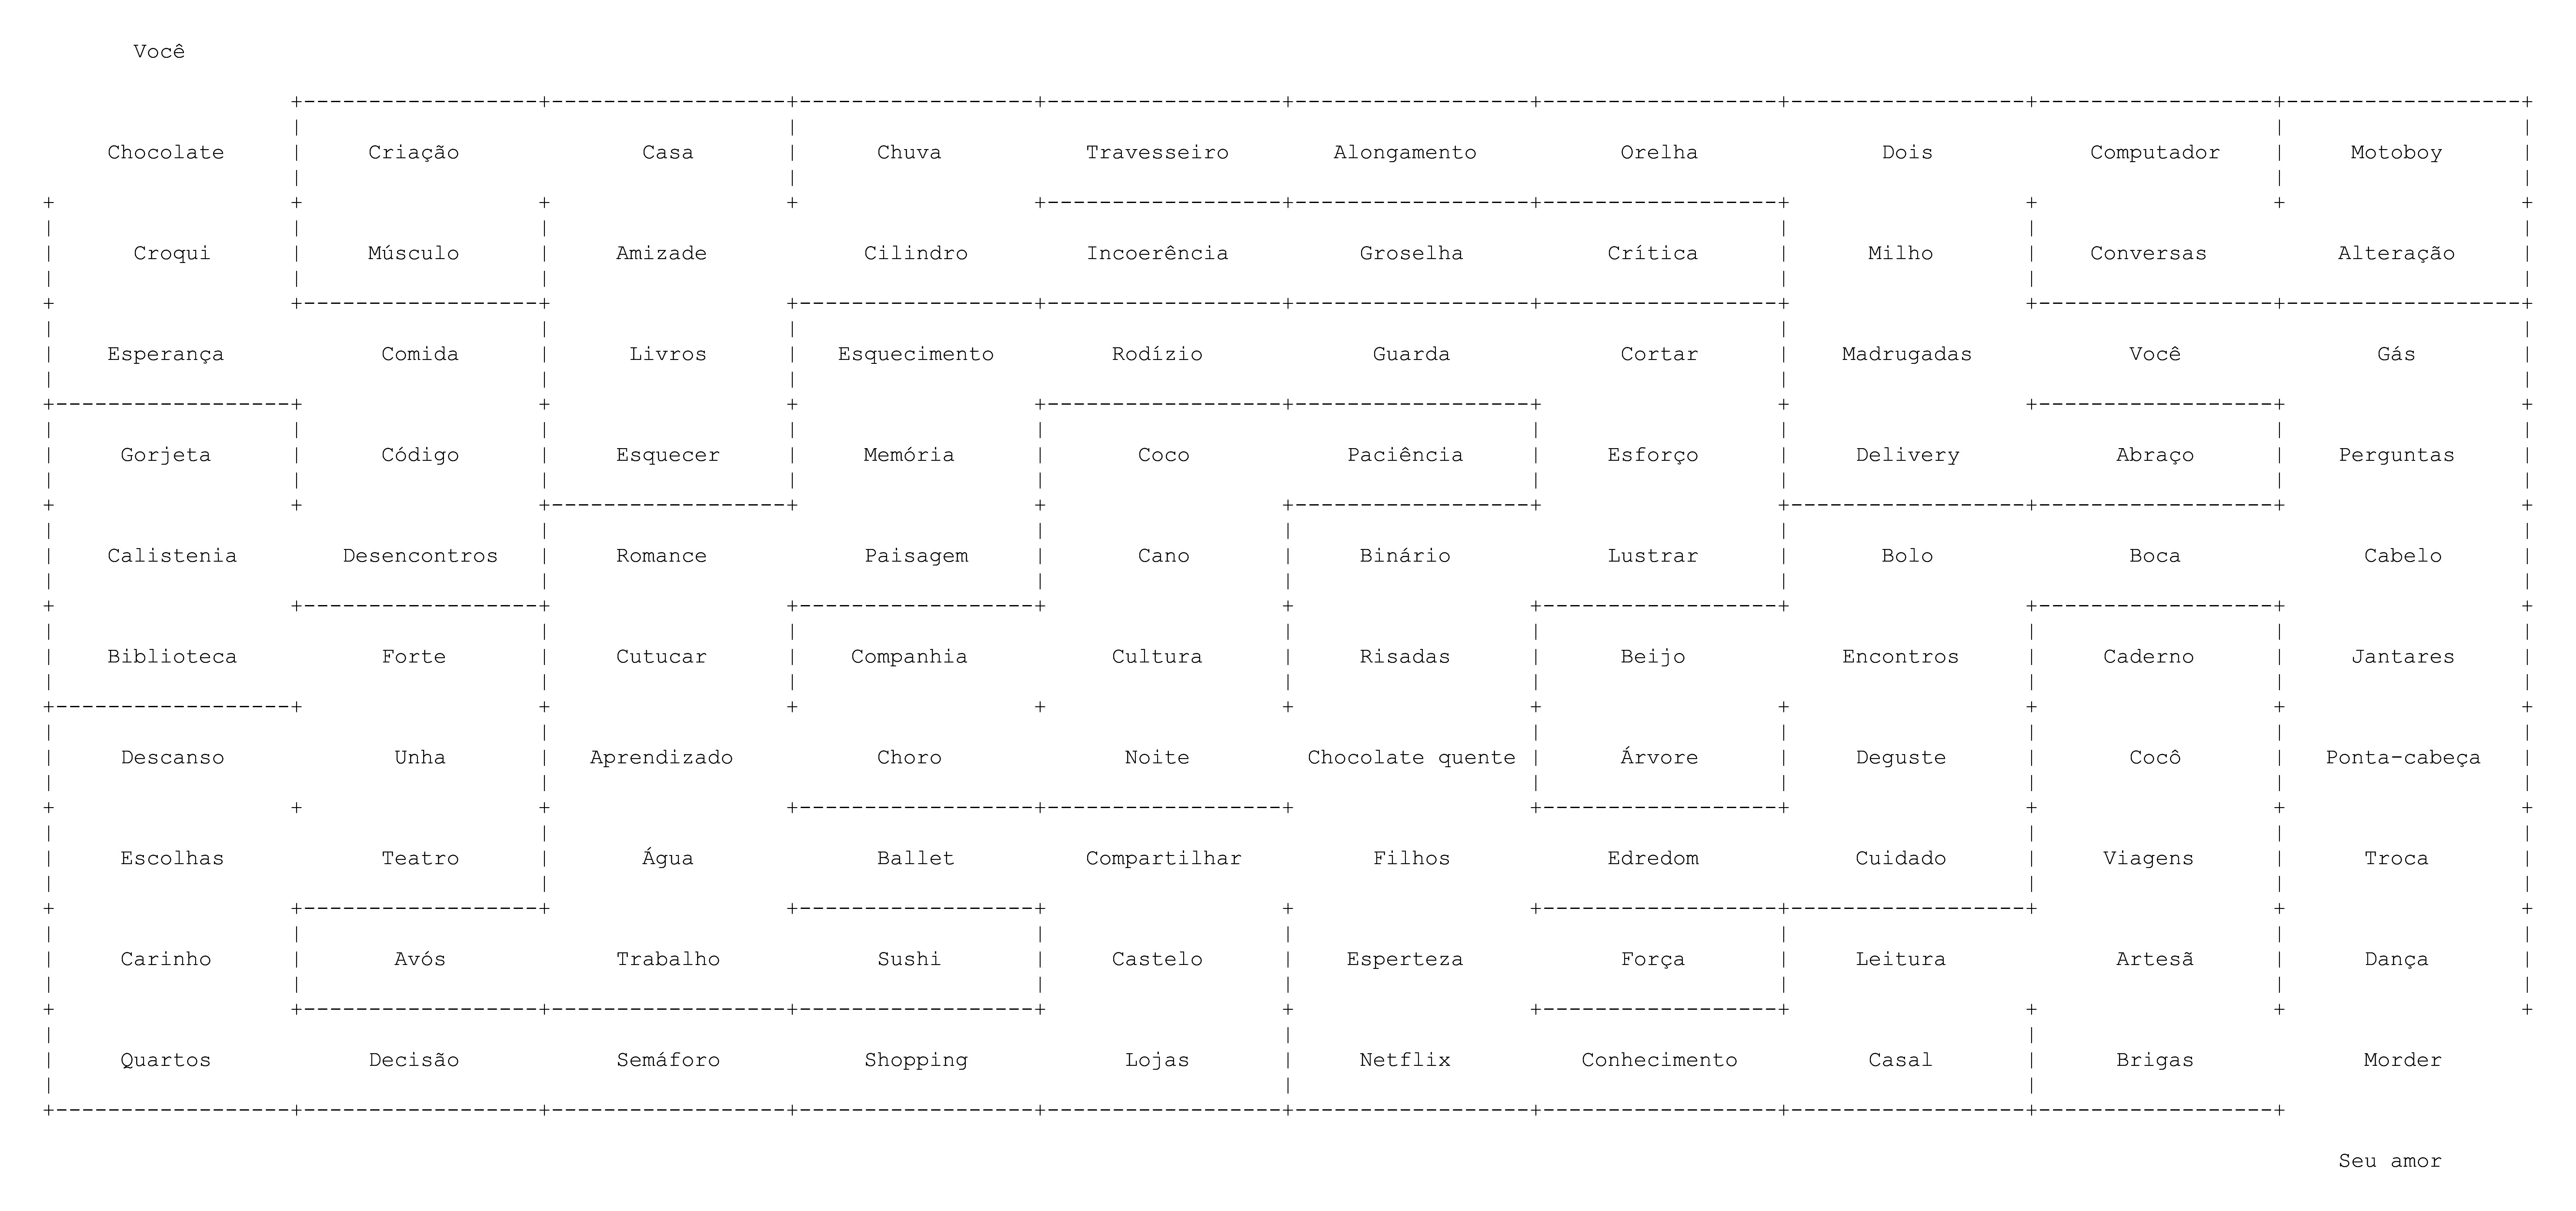 Você
Chocolate Criação Casa Chuva Travesseiro Alongamento Orelha Dois Computador Motoboy
Croqui Músculo Amizade Cilindro Incoerência Groselha Crítica Milho Conversas Alteração
Esperança Comida Livros Esquecimento Rodízio Guarda Cortar Madrugadas Você Gás
Gorjeta Código Esquecer Memória Coco Paciência Esforço Delivery Abraço Perguntas
Calistenia Desencontros Romance Paisagem Cano Binário Lustrar Bolo Boca Cabelo
Biblioteca Forte Cutucar Companhia Cultura Risadas Beijo Encontros Caderno Jantares
Descanso Unha Aprendizado Choro Noite Chocolate quente Árvore Deguste Cocô Ponta-cabeça
Escolhas Teatro Água Ballet Compartilhar Filhos Edredom Cuidado Viagens Troca
Carinho Avós Trabalho Sushi Castelo Esperteza Força Leitura Artesã Dança
Quartos Decisão Semáforo Shopping Lojas Netflix Conhecimento Casal Brigas Morder
Seu amor